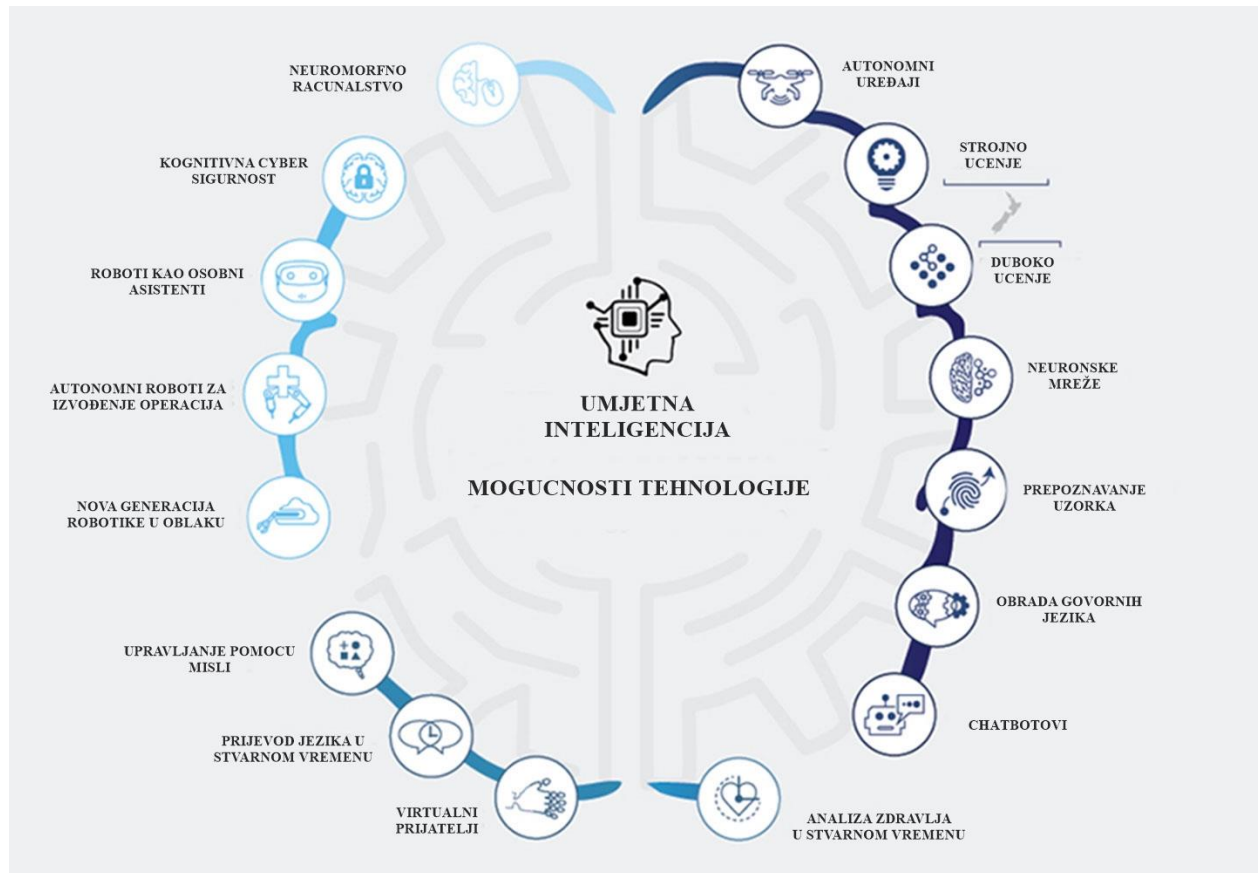 NEUROMORFNO
RACUNALSTVO
AUTONOMNI
UREĐAJI
KOGNITIVNA CYBER
SIGURNOST
STROJNO
UCENJE
ROBOTI KAO OSOBNI
ASISTENTI
DUBOKO
UCENJE
AUTONOMNI ROBOTI ZA
IZVOĐENJE OPERACIJA
UMJETNA
INTELIGENCIJA
MOGUCNOSTI TEHNOLOGIJE
NEURONSKE
MREŽE
NOVA GENERACIJA
ROBOTIKE U OBLAKU
PREPOZNAVANJE
UZORKA
OBRADA GOVORNIH
JEZIKA
UPRAVLJANJE POMOCU
MISLI
CHATBOTOVI
PRIJEVOD JEZIKA U
STVARNOM VREMENU
VIRTUALNI
PRIJATELJI
ANALIZA ZDRAVLJA
U STVARNOM VREMENU